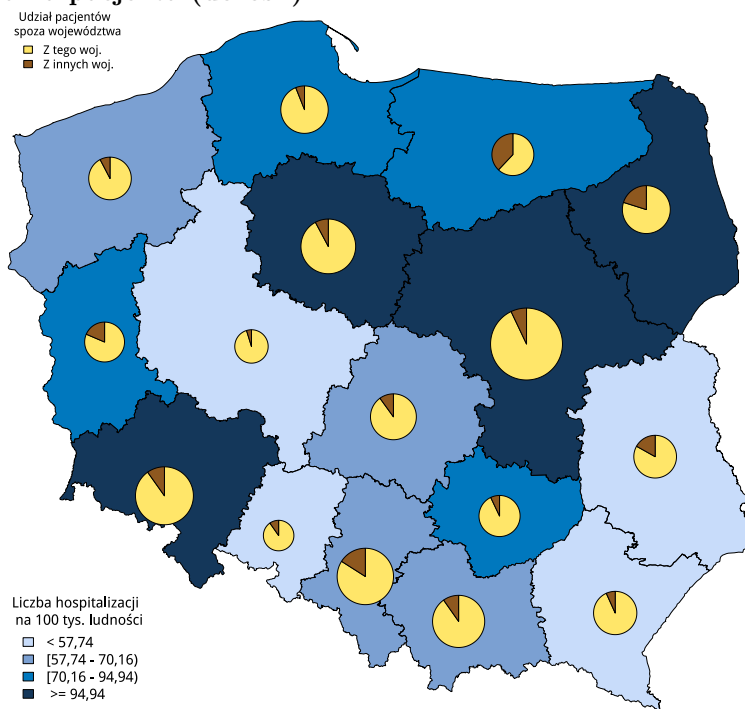 Udział pacjentów
spoza województwa
Z tego woj.
Z innych woj.
Liczba hospitalizacji
na 100 tys. ludności
< 57,74
[57,74 - 70,16)
[70,16 - 94,94)
>= 94,94